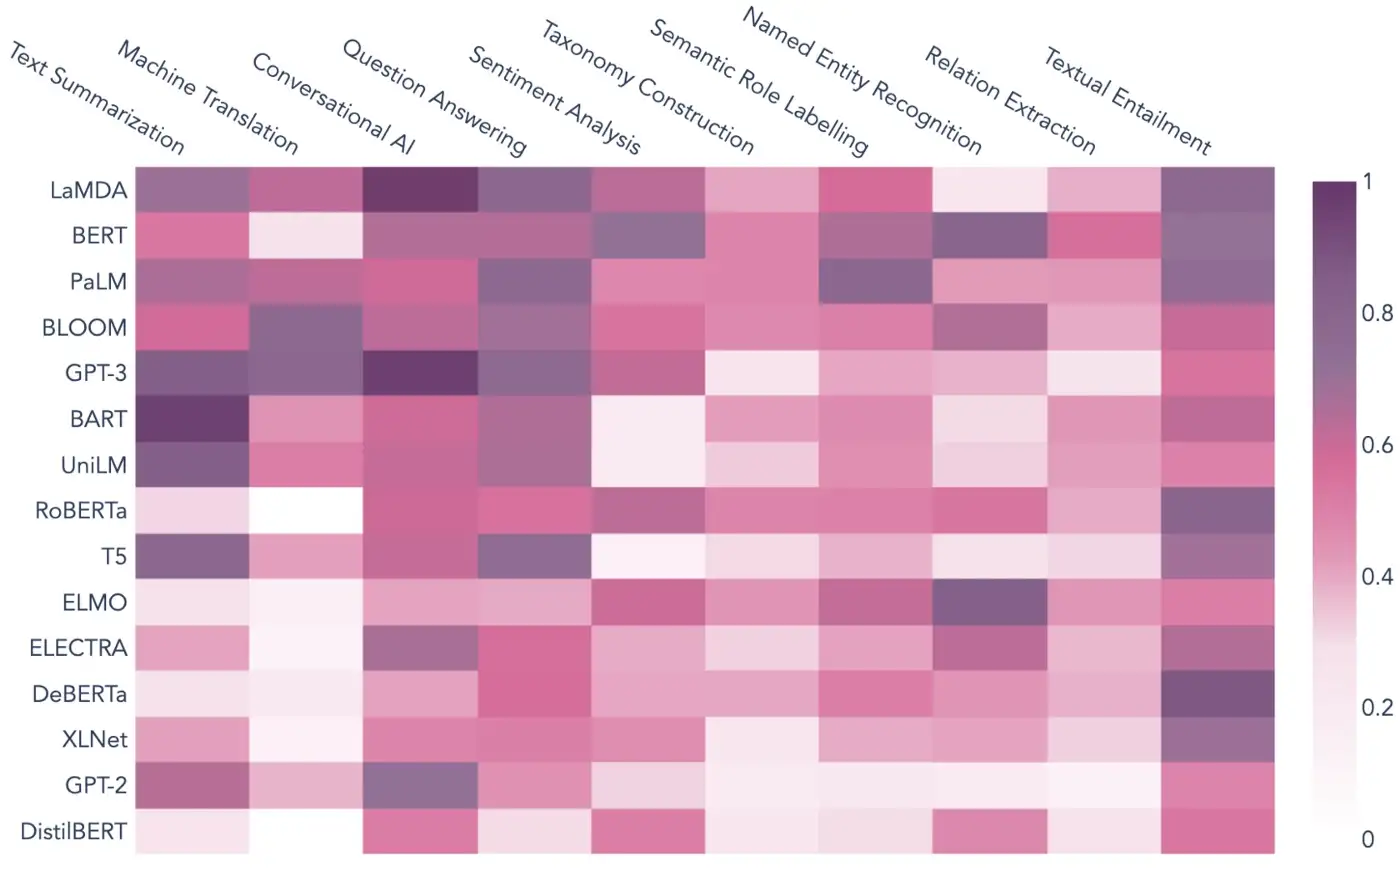 Text Summarization
Machine Translation
Conversational AI
Question Answering
Sentiment Analysis
Taxonomy Construction
Semantic Role Labelling
Named Entity Recognition
Relation Extraction
Textual Entailment
LaMDA
BERT
PaLM
BLOOM
GPT-3
BART
UniLM
RoBERTa
T5
ELMO
ELECTRA
DeBERTa
XLNet
GPT-2
DistilBERT
1
0.8
0.6
0.4
0.2
0